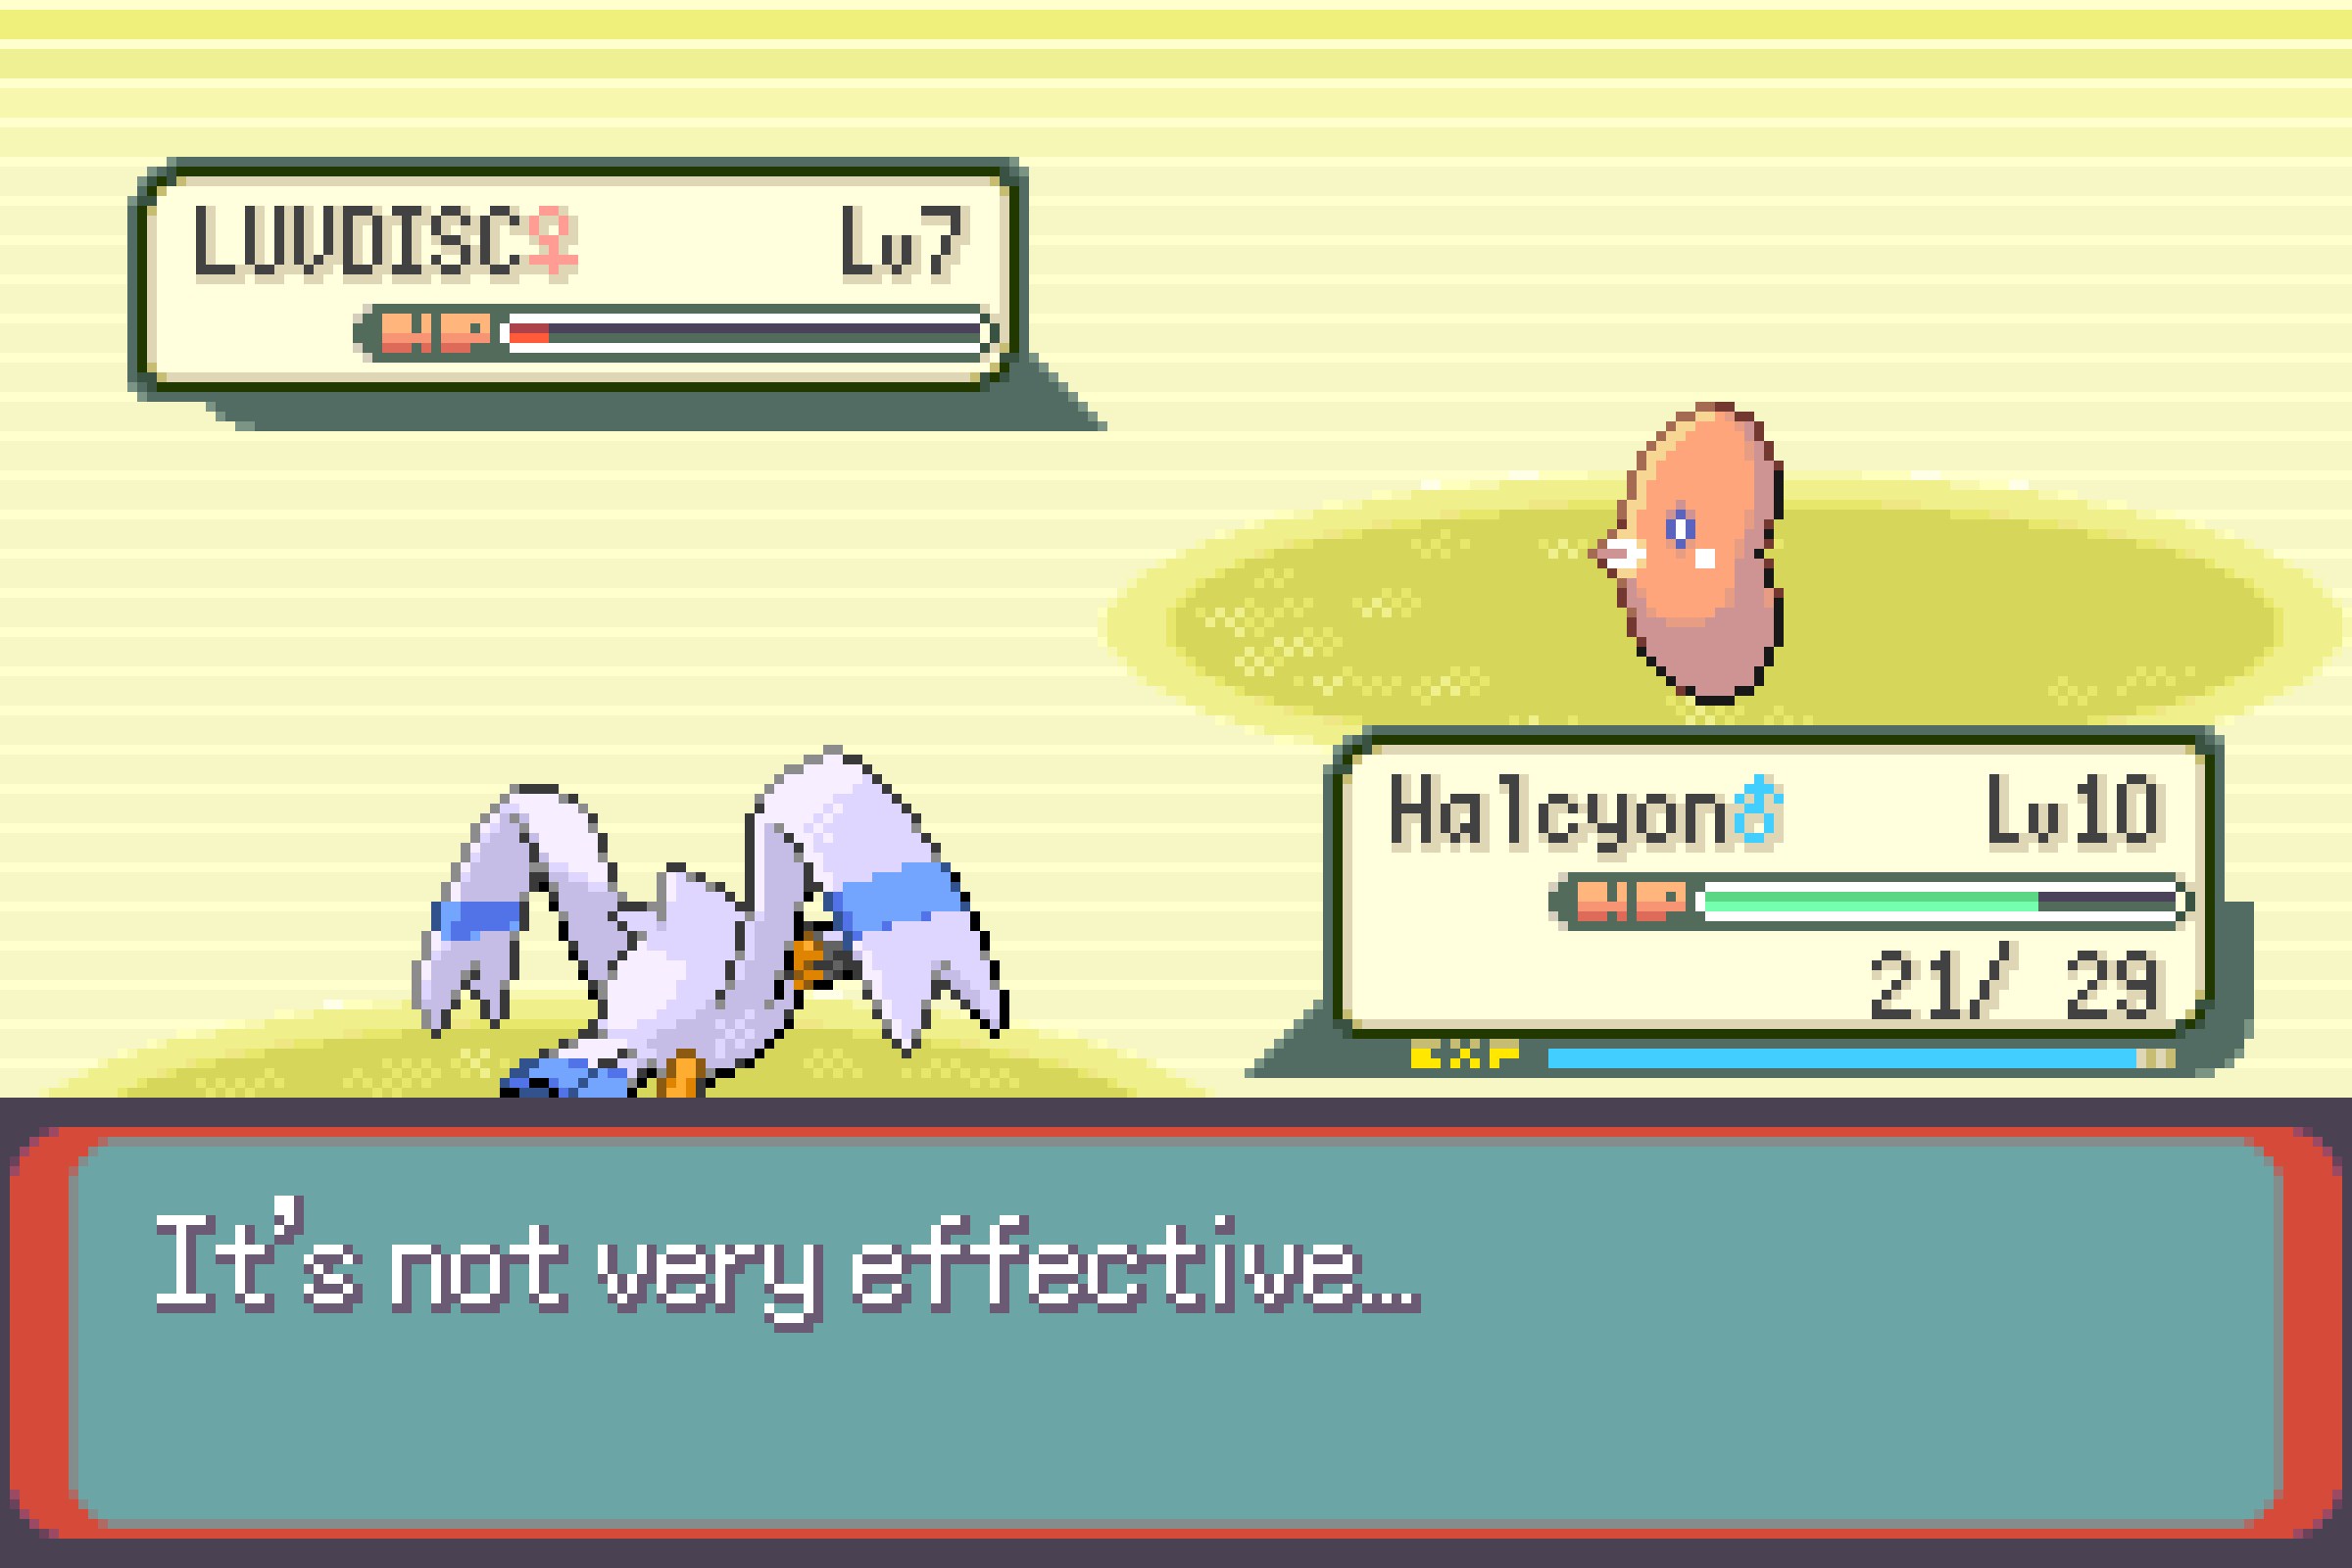 LUVDISC♀ Lv7
HP
Halcyon♂ Lv10
HP
21/ 29
EXP
It's not very effective…